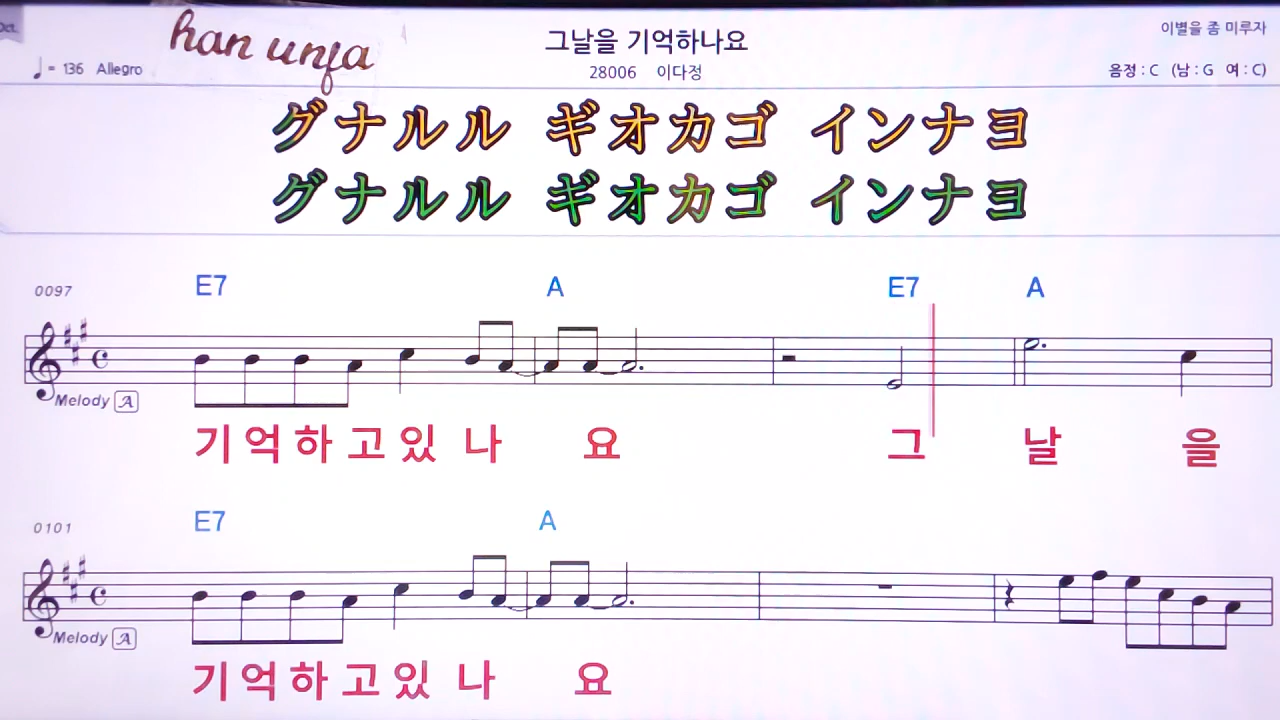 Oct.
han unfa
그날을 기억하나요
이별을 좀 미루자
♩= 136 Allegro
28006 이다정
음정 : C (남 : G 여 : C)
グナルル ギオカゴ インナヨ
グナルル ギオカゴ インナヨ
0097
E7 A E7 A
Melody A
기억하고있 나 요 그 날 을
0101
E7 A
Melody A
기억하고있 나 요